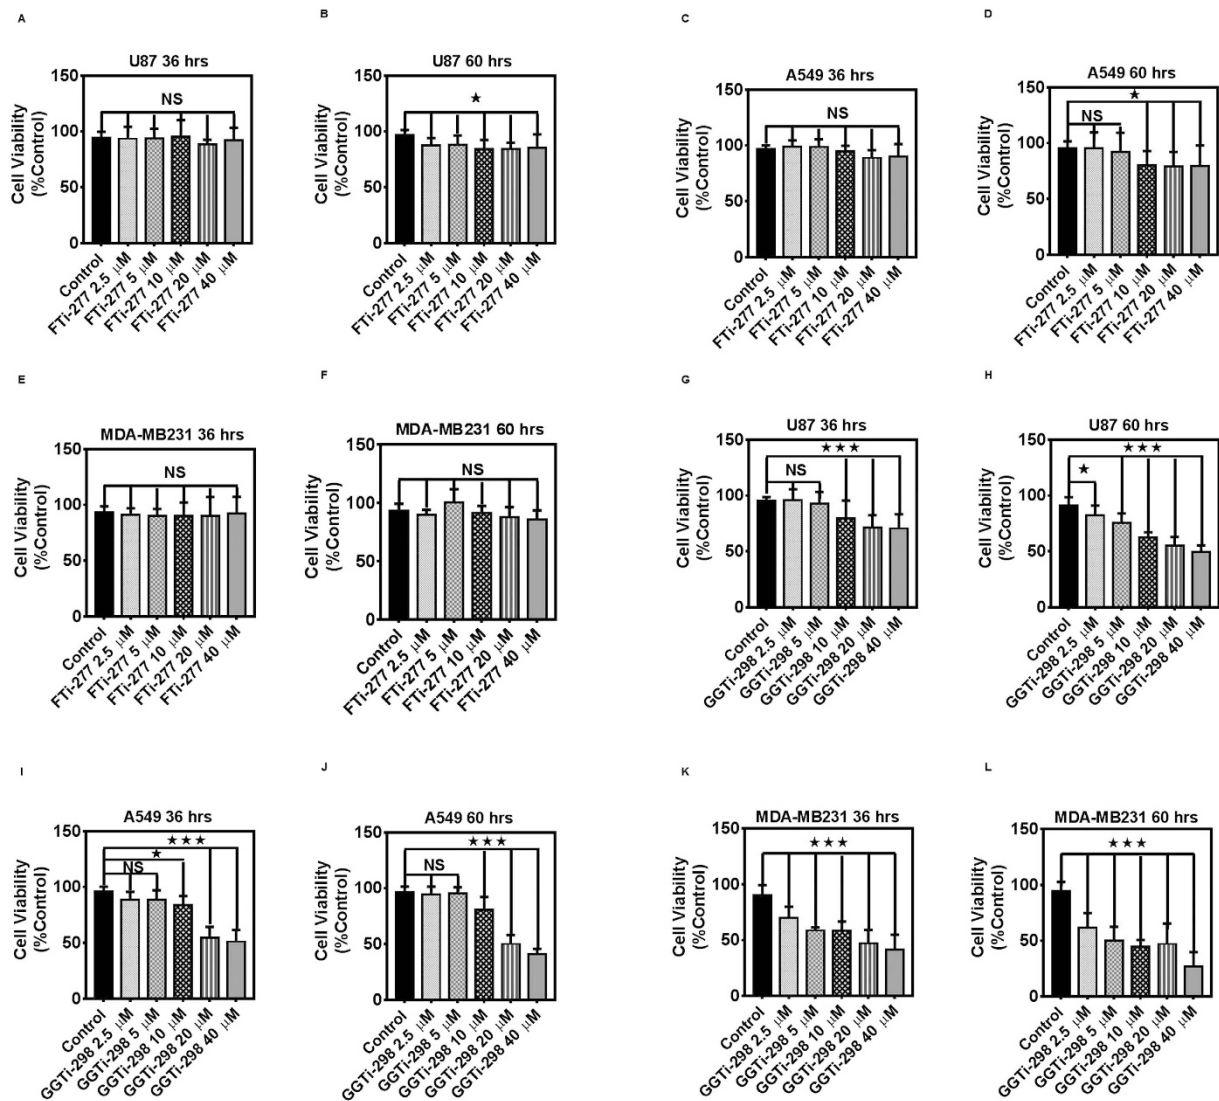 A
B
C
D
U87 36 hrs
150
100
50
0
Cell Viability
(%Control)
NS
Control
FTi-277 2.5 μM
FTi-277 5 μM
FTi-277 10 μM
FTi-277 20 μM
FTi-277 40 μM
U87 60 hrs
150
100
50
0
Cell Viability
(%Control)
★
Control
FTi-277 2.5 μM
FTi-277 5 μM
FTi-277 10 μM
FTi-277 20 μM
FTi-277 40 μM
A549 36 hrs
150
100
50
0
Cell Viability
(%Control)
NS
Control
FTi-277 2.5 μM
FTi-277 5 μM
FTi-277 10 μM
FTi-277 20 μM
FTi-277 40 μM
A549 60 hrs
150
100
50
0
Cell Viability
(%Control)
★
NS
Control
FTi-277 2.5 μM
FTi-277 5 μM
FTi-277 10 μM
FTi-277 20 μM
FTi-277 40 μM
E
F
G
H
MDA-MB231 36 hrs
150
100
50
0
Cell Viability
(%Control)
NS
Control
FTi-277 2.5 μM
FTi-277 5 μM
FTi-277 10 μM
FTi-277 20 μM
FTi-277 40 μM
MDA-MB231 60 hrs
150
100
50
0
Cell Viability
(%Control)
NS
Control
FTi-277 2.5 μM
FTi-277 5 μM
FTi-277 10 μM
FTi-277 20 μM
FTi-277 40 μM
U87 36 hrs
150
100
50
0
Cell Viability
(%Control)
★★★
NS
Control
GGTi-298 2.5 μM
GGTi-298 5 μM
GGTi-298 10 μM
GGTi-298 20 μM
GGTi-298 40 μM
U87 60 hrs
150
100
50
0
Cell Viability
(%Control)
★★★
★
Control
GGTi-298 2.5 μM
GGTi-298 5 μM
GGTi-298 10 μM
GGTi-298 20 μM
GGTi-298 40 μM
I
J
K
L
A549 36 hrs
150
100
50
0
Cell Viability
(%Control)
★★★
★
NS
Control
GGTi-298 2.5 μM
GGTi-298 5 μM
GGTi-298 10 μM
GGTi-298 20 μM
GGTi-298 40 μM
A549 60 hrs
150
100
50
0
Cell Viability
(%Control)
★★★
NS
Control
GGTi-298 2.5 μM
GGTi-298 5 μM
GGTi-298 10 μM
GGTi-298 20 μM
GGTi-298 40 μM
MDA-MB231 36 hrs
150
100
50
0
Cell Viability
(%Control)
★★★
Control
GGTi-298 2.5 μM
GGTi-298 5 μM
GGTi-298 10 μM
GGTi-298 20 μM
GGTi-298 40 μM
MDA-MB231 60 hrs
150
100
50
0
Cell Viability
(%Control)
★★★
Control
GGTi-298 2.5 μM
GGTi-298 5 μM
GGTi-298 10 μM
GGTi-298 20 μM
GGTi-298 40 μM